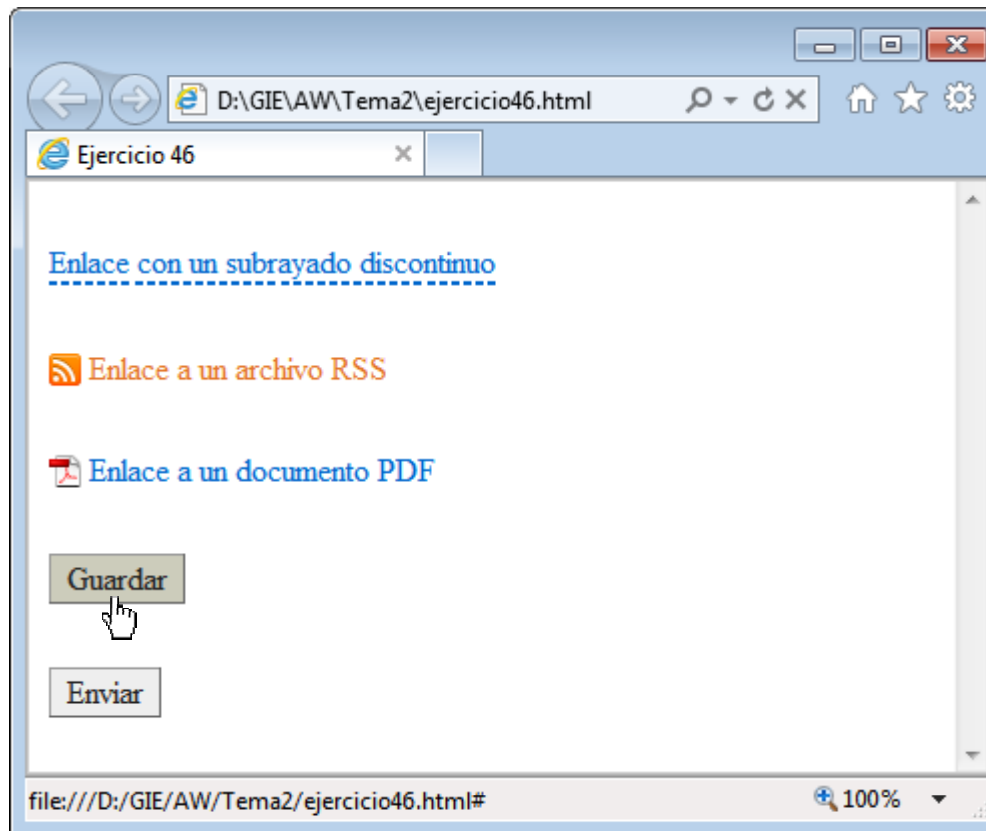 D:\GIE\AW\Tema2\ejercicio46.html
Ejercicio 46
Enlace con un subrayado discontinuo
Enlace a un archivo RSS
Enlace a un documento PDF
Guardar
Enviar
file:///D:/GIE/AW/Tema2/ejercicio46.html# 100%